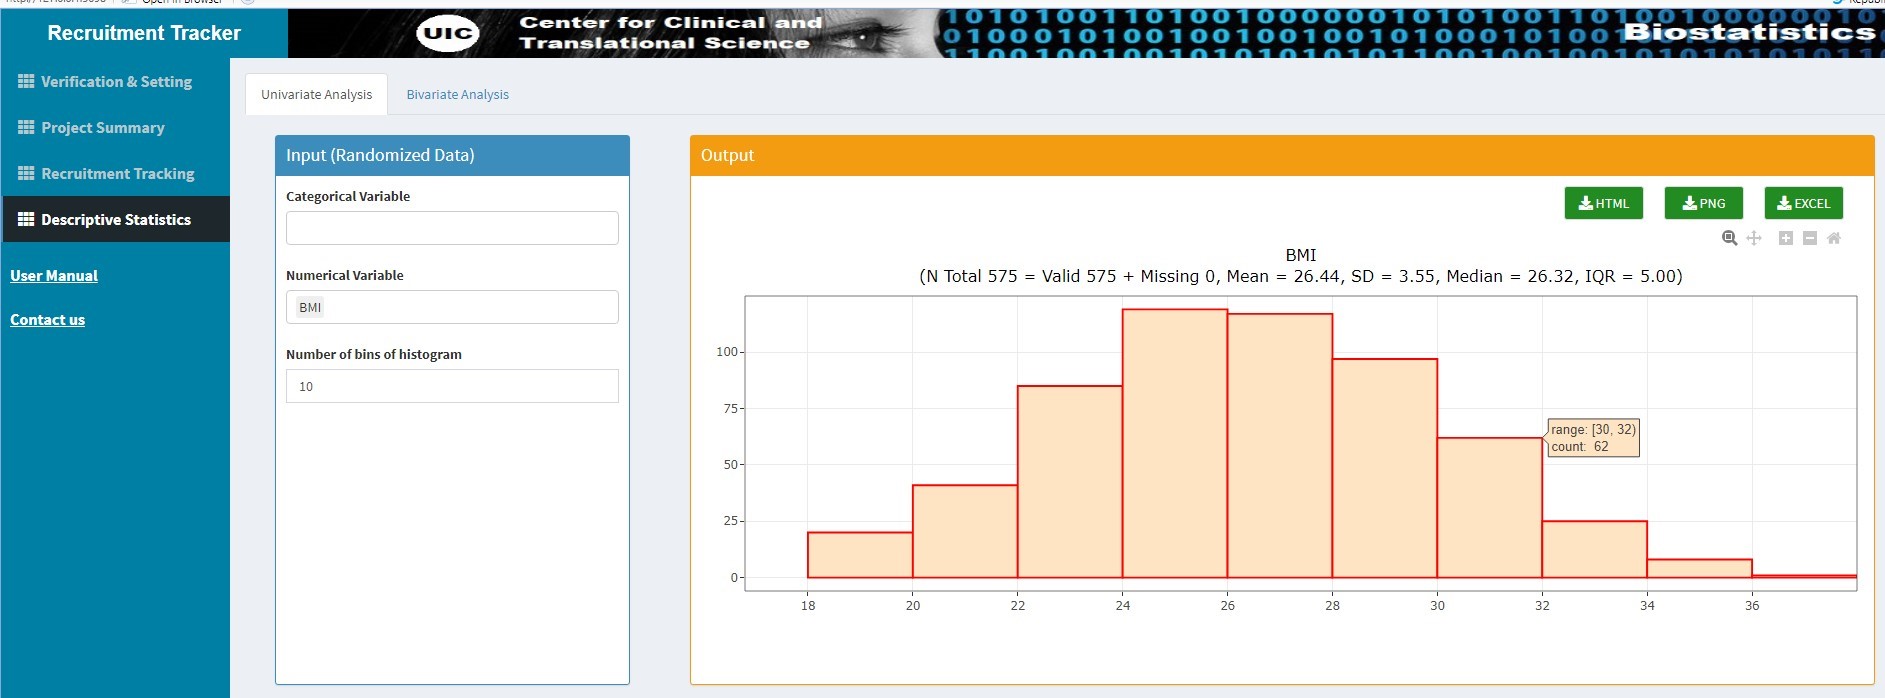 Open in Browser
Recruitment Tracker
UIC
Center for Clinical and
Translational Science
Biostatistics
Verification & Setting
Project Summary
Recruitment Tracking
Descriptive Statistics
User Manual
Contact us
Univariate Analysis
Bivariate Analysis
Input (Randomized Data)
Categorical Variable
Numerical Variable
BMI
Number of bins of histogram
10
Output
HTML
PNG
EXCEL
BMI
(N Total 575 = Valid 575 + Missing 0, Mean = 26.44, SD = 3.55, Median = 26.32, IQR = 5.00)
100
75
50
25
0
range: [30, 32)
count: 62
18 20 22 24 26 28 30 32 34 36